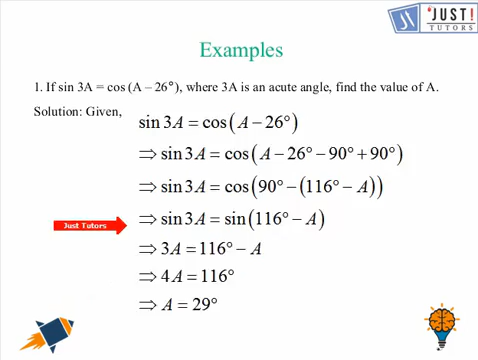 "JUST!
TUTORS
Examples
1. If sin 3A = cos (A – 26°), where 3A is an acute angle, find the value of A.
Solution: Given,
sin 3A = cos(A − 26°)
⇒ sin 3A = cos(A − 26° − 90° + 90°)
⇒ sin 3A = cos(90° − (116° − A))
Just Tutors
⇒ sin 3A = sin(116° − A)
⇒ 3A = 116° − A
⇒ 4A = 116°
⇒ A = 29°